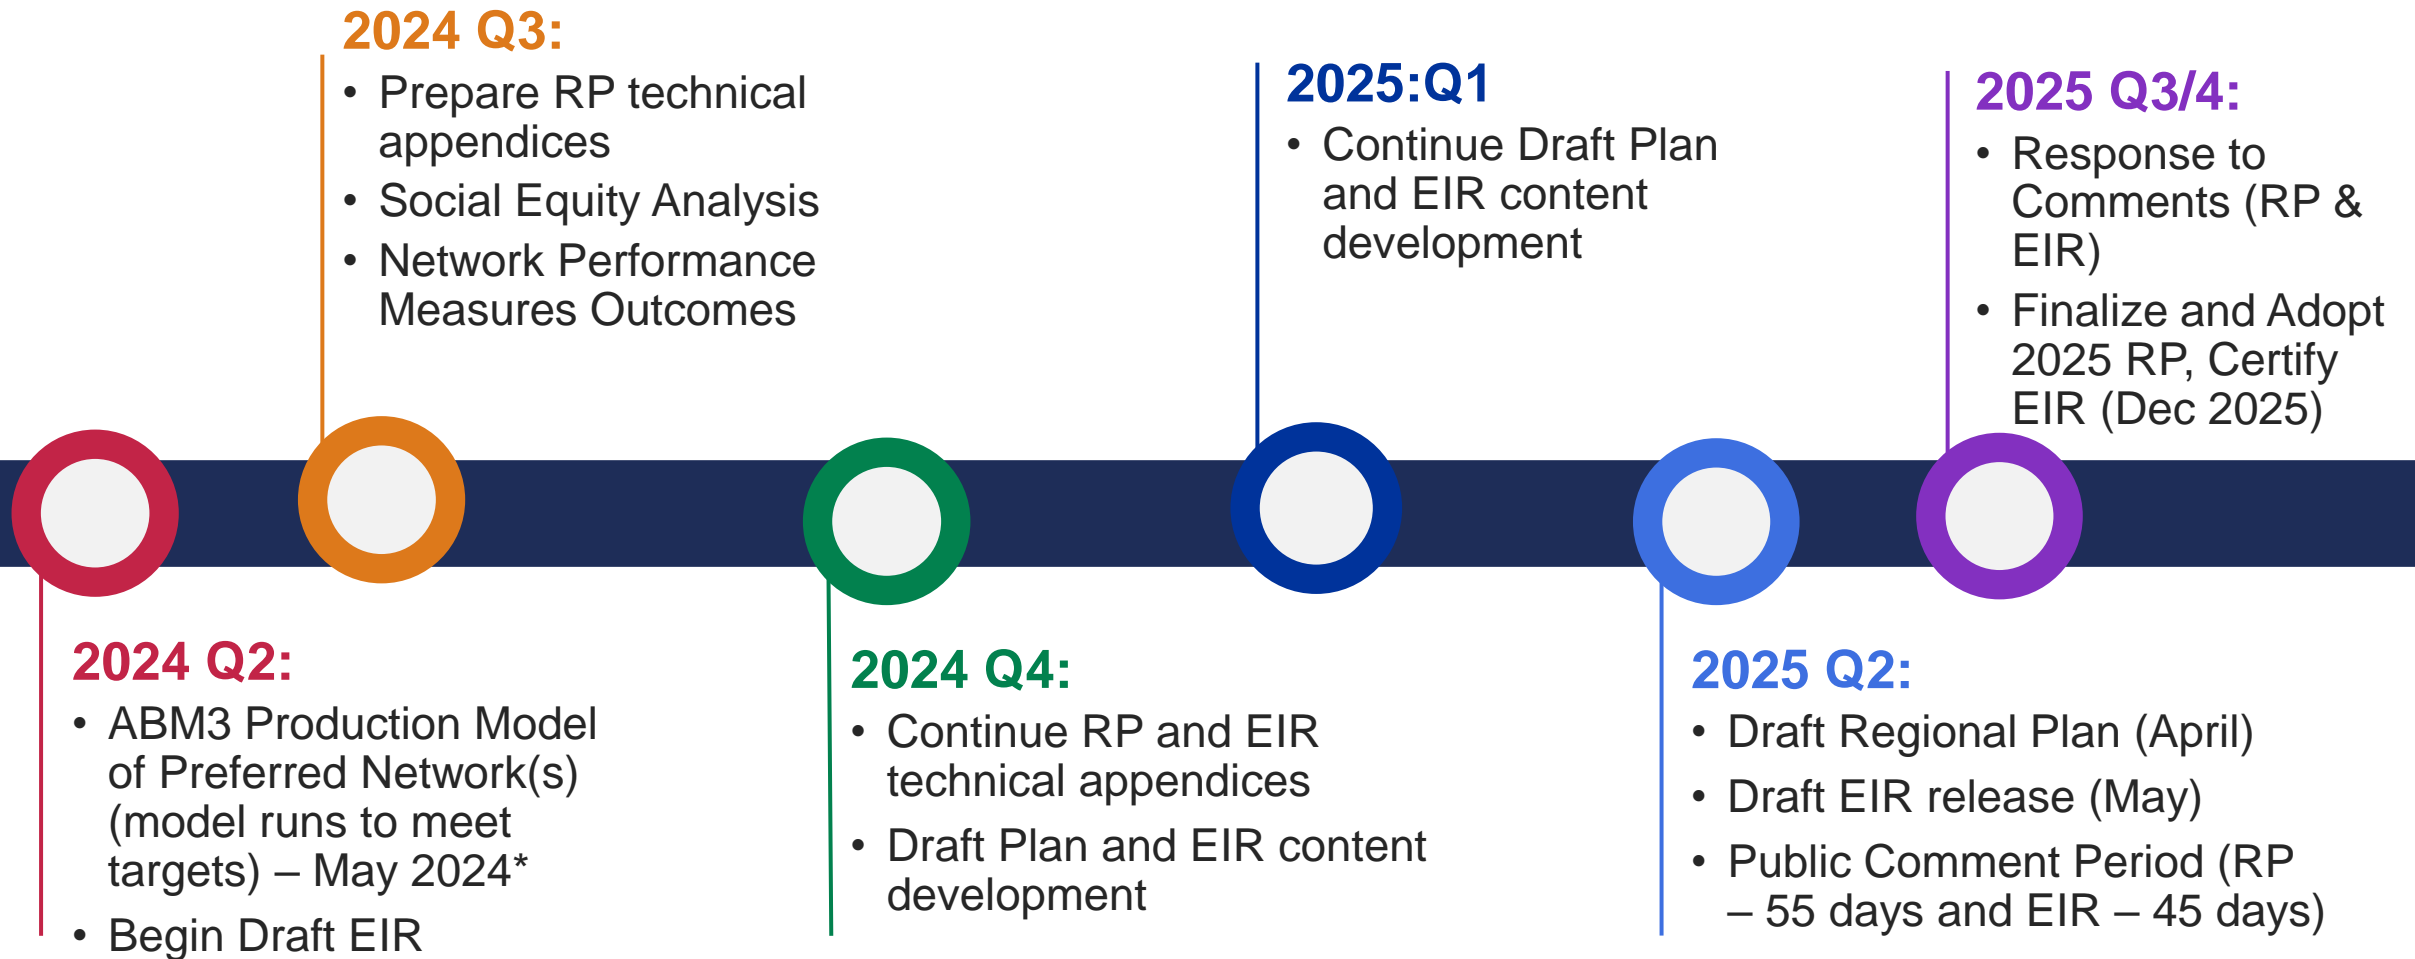 2024 Q3:
• Prepare RP technical
appendices
• Social Equity Analysis
• Network Performance
Measures Outcomes
2025:Q1
• Continue Draft Plan
and EIR content
development
2025 Q3/4:
• Response to
Comments (RP &
EIR)
• Finalize and Adopt
2025 RP, Certify
EIR (Dec 2025)
2024 Q2:
• ABM3 Production Model
of Preferred Network(s)
(model runs to meet
targets) – May 2024*
• Begin Draft EIR
2024 Q4:
• Continue RP and EIR
technical appendices
• Draft Plan and EIR content
development
2025 Q2:
• Draft Regional Plan (April)
• Draft EIR release (May)
• Public Comment Period (RP
– 55 days and EIR – 45 days)